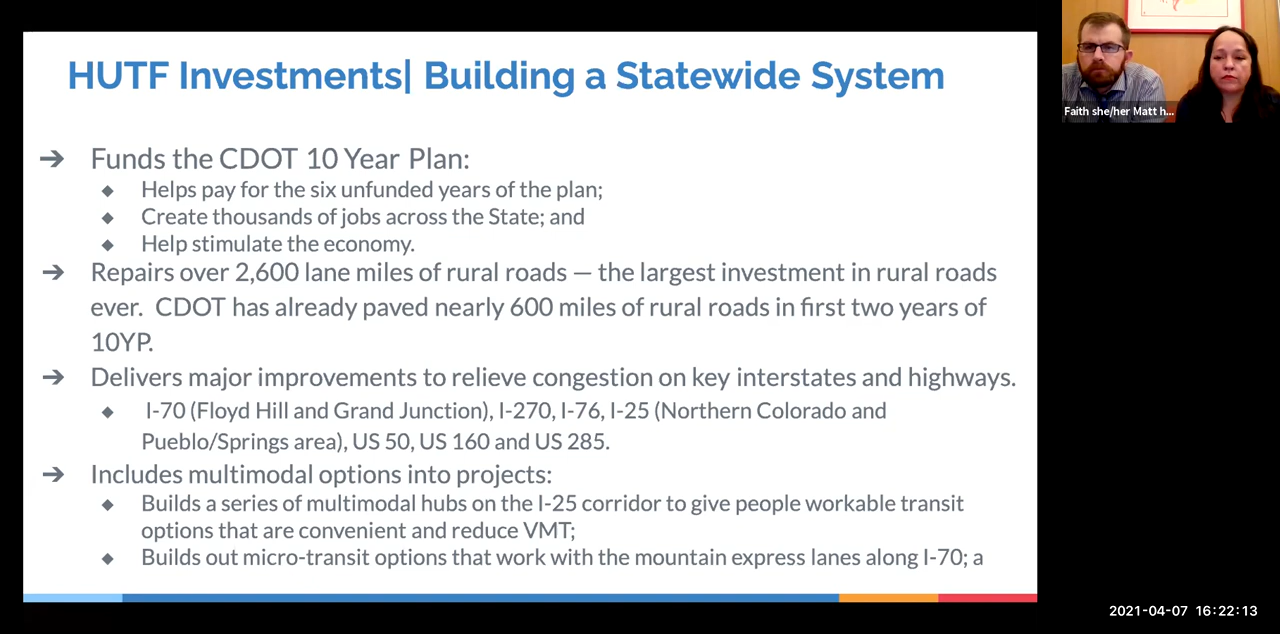 HUTF Investments| Building a Statewide System
Faith she/her Matt h...
➔ Funds the CDOT 10 Year Plan:
◆ Helps pay for the six unfunded years of the plan;
◆ Create thousands of jobs across the State; and
◆ Help stimulate the economy.
➔ Repairs over 2,600 lane miles of rural roads — the largest investment in rural roads
ever.  CDOT has already paved nearly 600 miles of rural roads in first two years of
10YP.
➔ Delivers major improvements to relieve congestion on key interstates and highways.
◆ I-70 (Floyd Hill and Grand Junction), I-270, I-76, I-25 (Northern Colorado and
Pueblo/Springs area), US 50, US 160 and US 285.
➔ Includes multimodal options into projects:
◆ Builds a series of multimodal hubs on the I-25 corridor to give people workable transit
options that are convenient and reduce VMT;
◆ Builds out micro-transit options that work with the mountain express lanes along I-70; a
2021-04-07 16:22:13